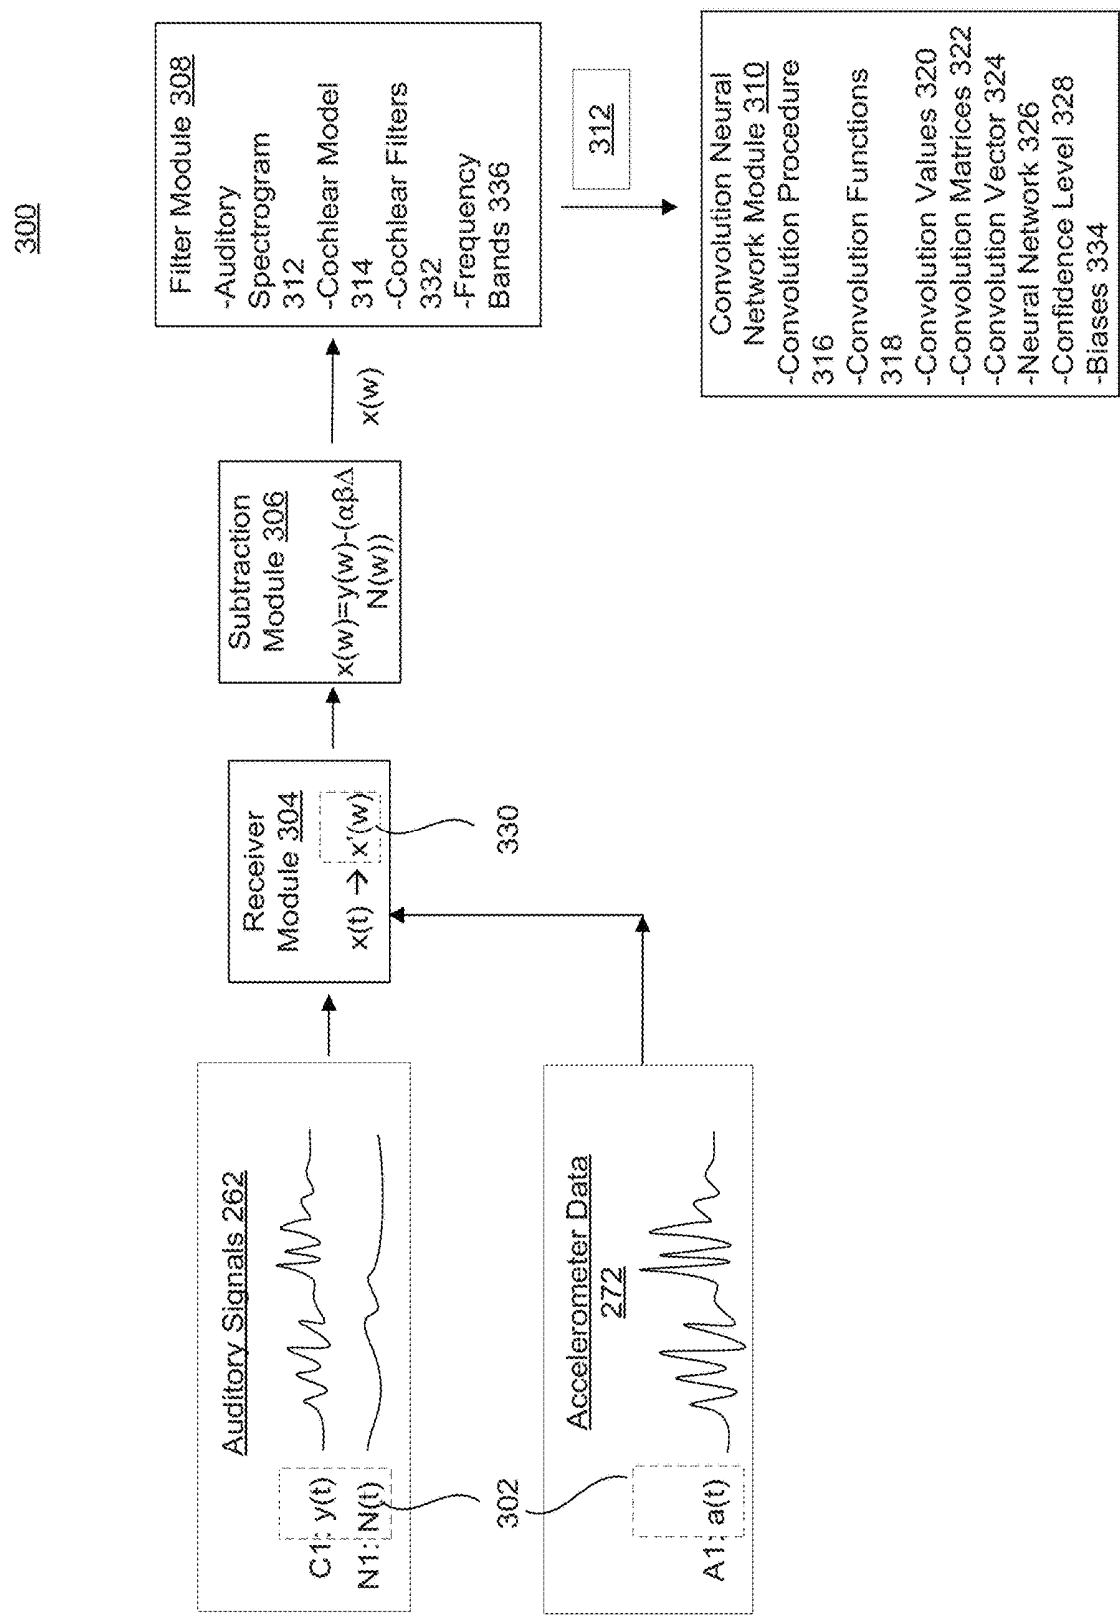 300
Auditory Signals 262
C1: y(t)
N1: N(t)
302
Accelerometer Data
272
A1: a(t)
Receiver
Module 304
x(t) → x'(w)
330
Subtraction
Module 306
x(w)=y(w)-(αβΔ
N(w))
x(w)
Filter Module 308
-Auditory
Spectrogram
312
-Cochlear Model
314
-Cochlear Filters
332
-Frequency
Bands 336
312
Convolution Neural
Network Module 310
-Convolution Procedure
316
-Convolution Functions
318
-Convolution Values 320
-Convolution Matrices 322
-Convolution Vector 324
-Neural Network 326
-Confidence Level 328
-Biases 334